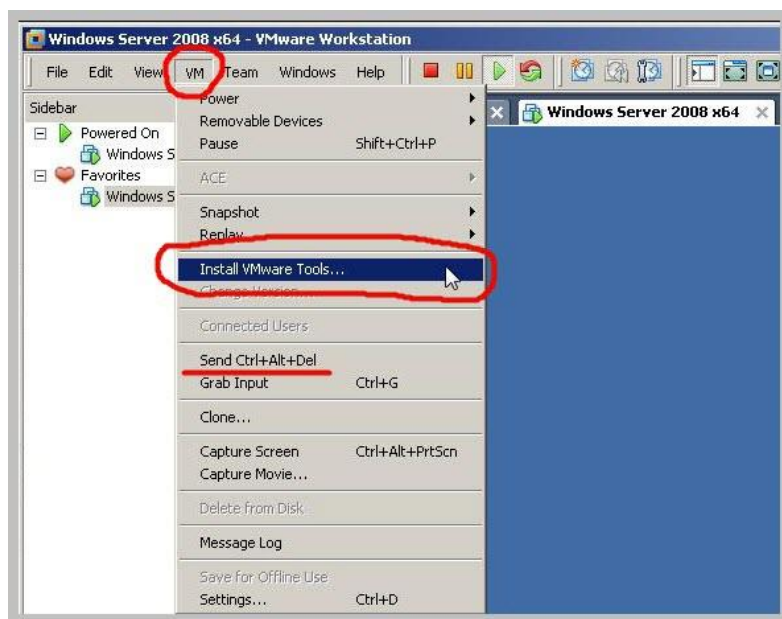 Windows Server 2008 x64 - VMware Workstation
File Edit View VM Team Windows Help
Sidebar
Powered On
Windows S
Favorites
Windows S
Windows Server 2008 x64
Power
Removable Devices
Pause Shift+Ctrl+P
ACE
Snapshot
Replay
Install VMware Tools...
Change Version...
Connected Users
Send Ctrl+Alt+Del
Grab Input Ctrl+G
Clone...
Capture Screen Ctrl+Alt+PrtScn
Capture Movie...
Delete from Disk
Message Log
Save for Offline Use
Settings... Ctrl+D